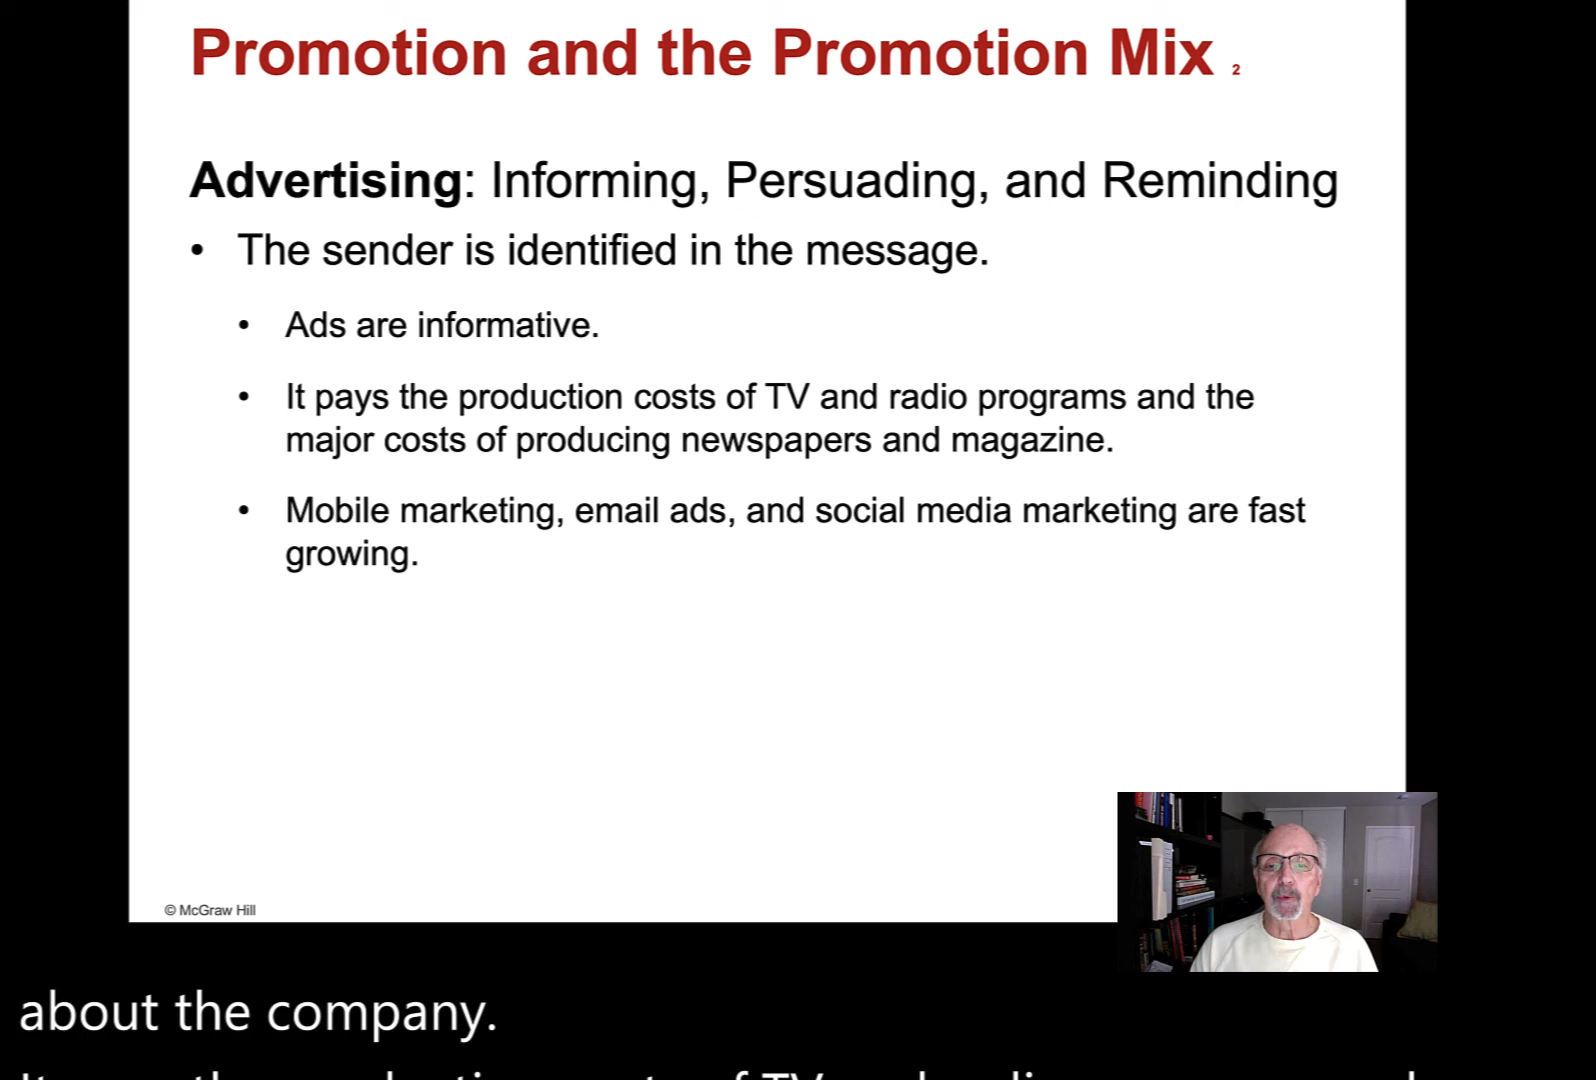 Promotion and the Promotion Mix 2
Advertising: Informing, Persuading, and Reminding
• The sender is identified in the message.
• Ads are informative.
• It pays the production costs of TV and radio programs and the
major costs of producing newspapers and magazine.
• Mobile marketing, email ads, and social media marketing are fast
growing.
© McGraw Hill
about the company.